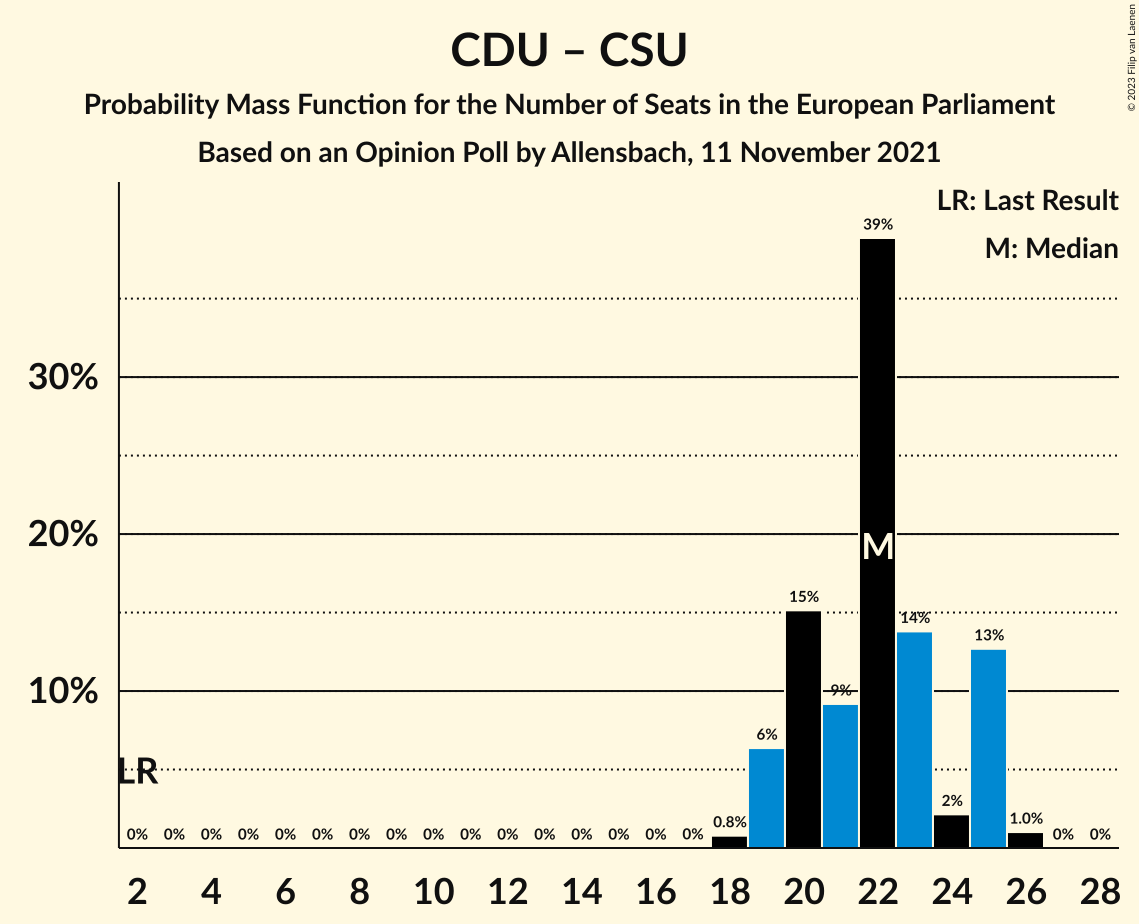 CDU – CSU
Probability Mass Function for the Number of Seats in the European Parliament
Based on an Opinion Poll by Allensbach, 11 November 2021
© 2023 Filip van Laenen
LR: Last Result
M: Median
39%
30%
20%
M
15%
14%
13%
10%
9%
6%
LR
2%
0% 0% 0% 0% 0% 0% 0% 0% 0% 0% 0% 0% 0% 0% 0% 0% 0.8% 1.0% 0% 0%
2 4 6 8 10 12 14 16 18 20 22 24 26 28